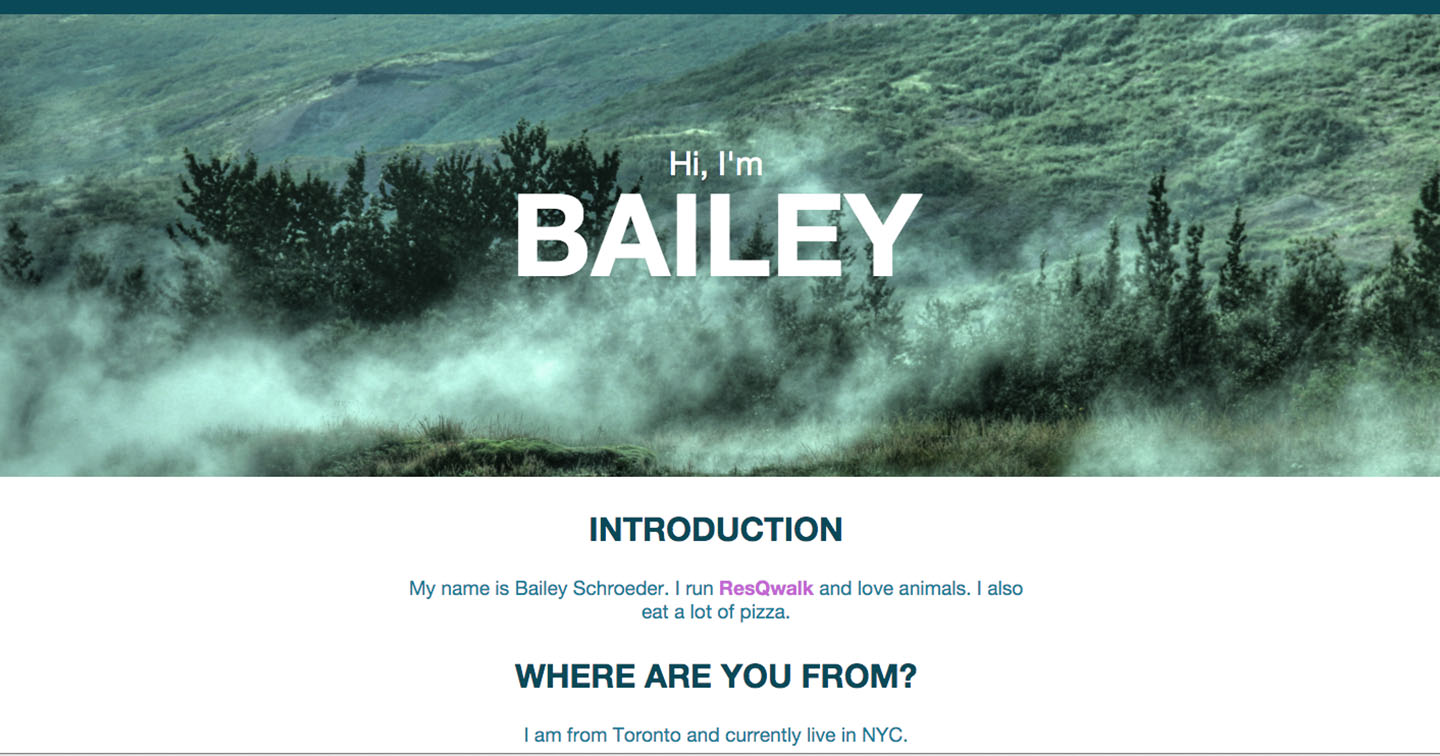 Hi, I'm
BAILEY
INTRODUCTION
My name is Bailey Schroeder. I run ResQwalk and love animals. I also
eat a lot of pizza.
WHERE ARE YOU FROM?
I am from Toronto and currently live in NYC.